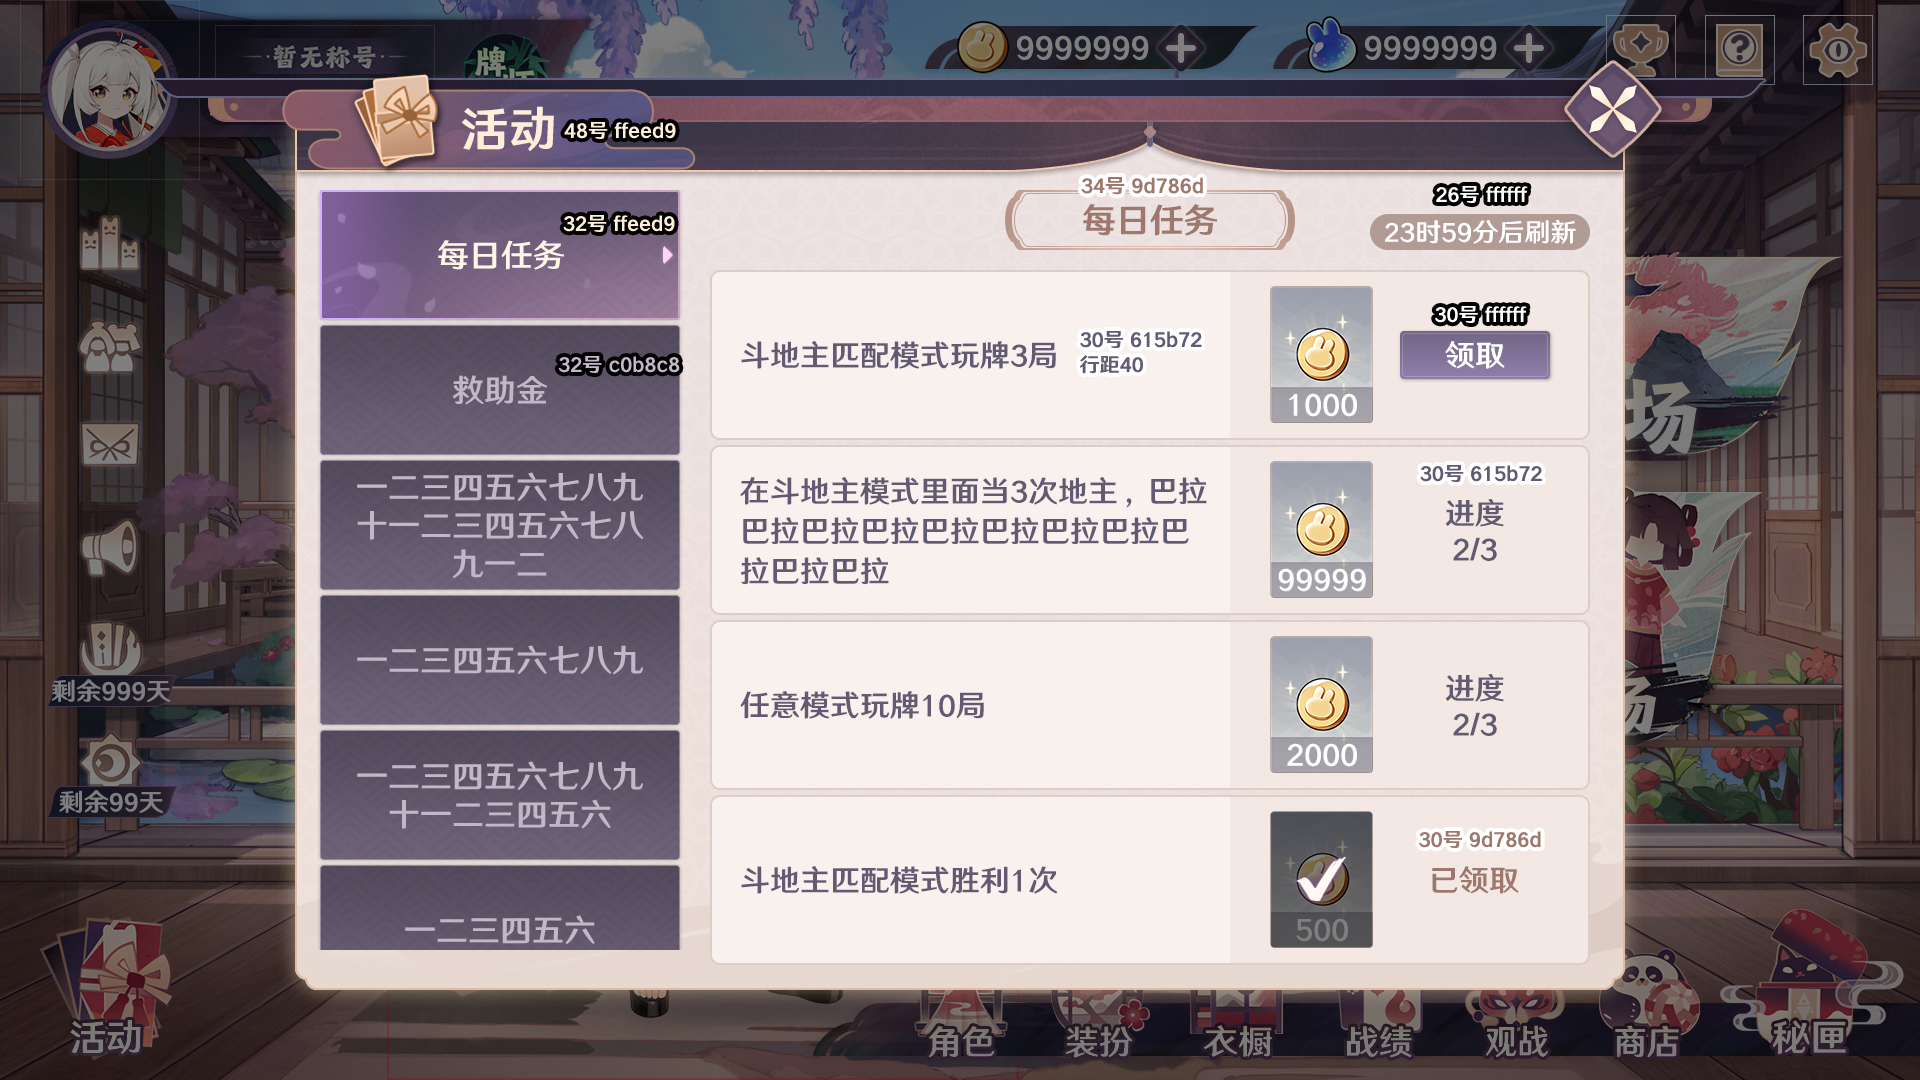 暂无称号
牌
9999999
9999999
活动
48号 ffeed9
32号 ffeed9
每日任务
32号 c0b8c8
救助金
一二三四五六七八九
十一二三四五六七八
九一二
一二三四五六七八九
一二三四五六七八九
十一二三四五六
一二三四五六
34号 9d786d
每日任务
26号 ffffff
23时59分后刷新
斗地主匹配模式玩牌3局
30号 615b72
行距40
1000
30号 ffffff
领取
在斗地主模式里面当3次地主，巴拉
巴拉巴拉巴拉巴拉巴拉巴拉巴拉巴
拉巴拉巴拉
99999
30号 615b72
进度
2/3
任意模式玩牌10局
2000
进度
2/3
斗地主匹配模式胜利1次
500
30号 9d786d
已领取
剩余999天
剩余99天
场
场
活动
角色
装扮
衣橱
战绩
观战
商店
秘匣